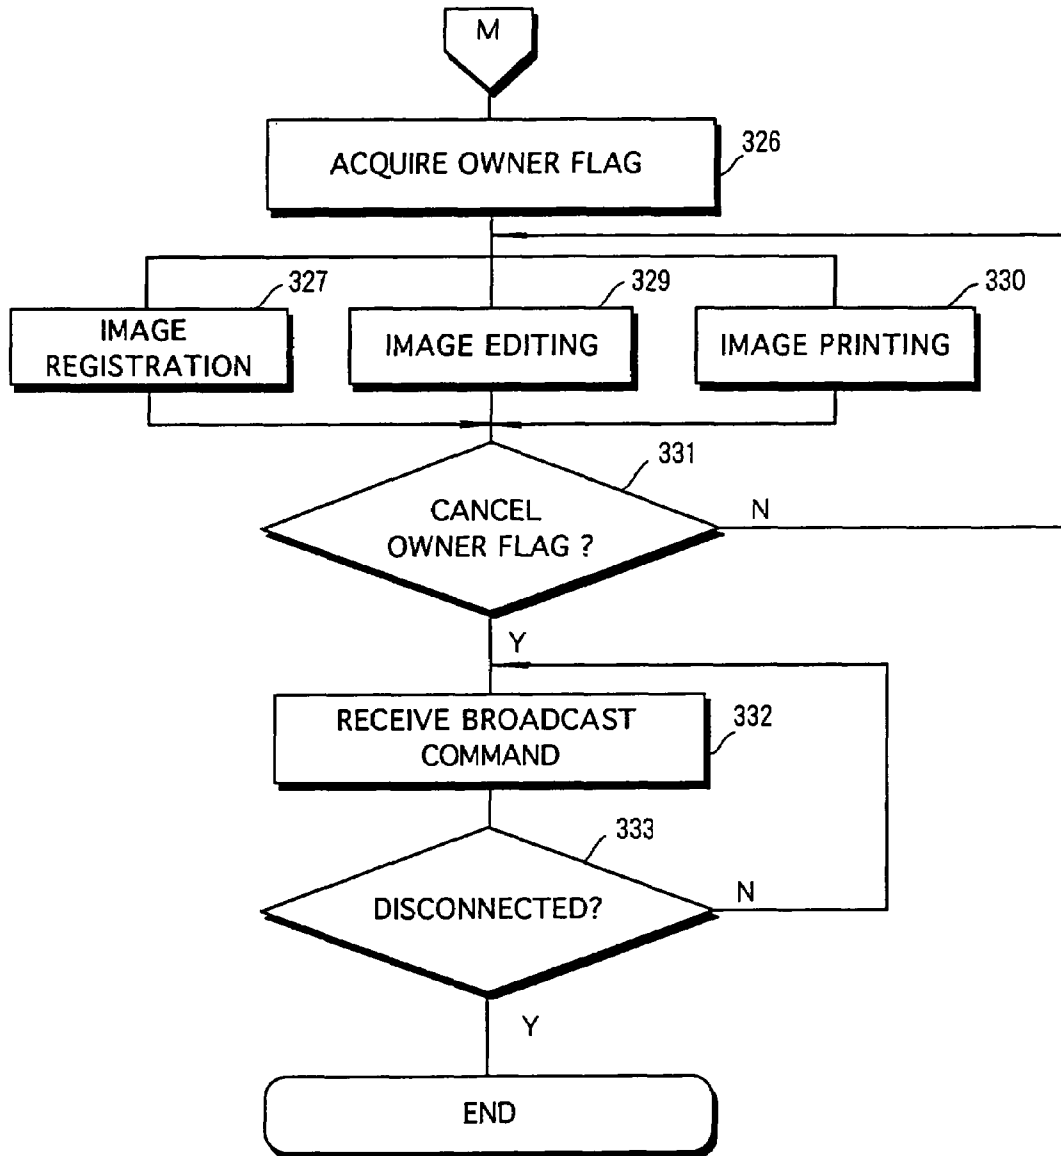 M
ACQUIRE OWNER FLAG
326
327
329
330
IMAGE
REGISTRATION
IMAGE EDITING
IMAGE PRINTING
331
CANCEL
OWNER FLAG ?
N
Y
RECEIVE BROADCAST
COMMAND
332
333
DISCONNECTED?
N
Y
END